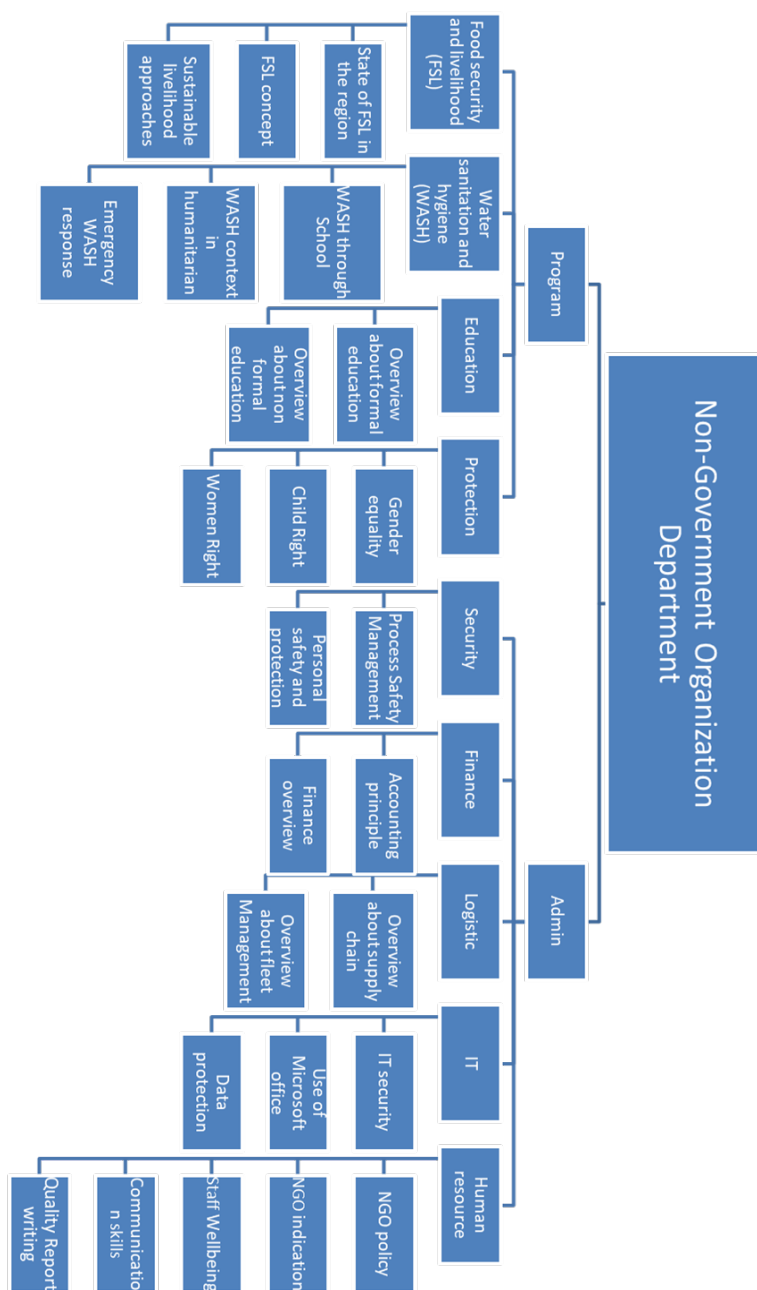 Non-Government Organization
Department
Program
Admin
Food security
and livelihood
(FSL)
Water
sanitation and
hygiene
(WASH)
Education
Protection
Security
Finance
Logistic
IT
Human
resource
State of FSL in
the region
FSL concept
Sustainable
livelihood
approaches
WASH through
School
WASH context
in
humanitarian
Emergency
WASH
response
Overview
about formal
education
Overview
about non
formal
education
Gender
equality
Child Right
Women Right
Process Safety
Management
Personal
safety and
protection
Accounting
principle
Finance
overview
Overview
about supply
chain
Overview
about fleet
Management
IT security
Use of
Microsoft
office
Data
protection
NGO policy
NGO indication
Staff Wellbeing
Communicatio
n skills
Quality Report
writing